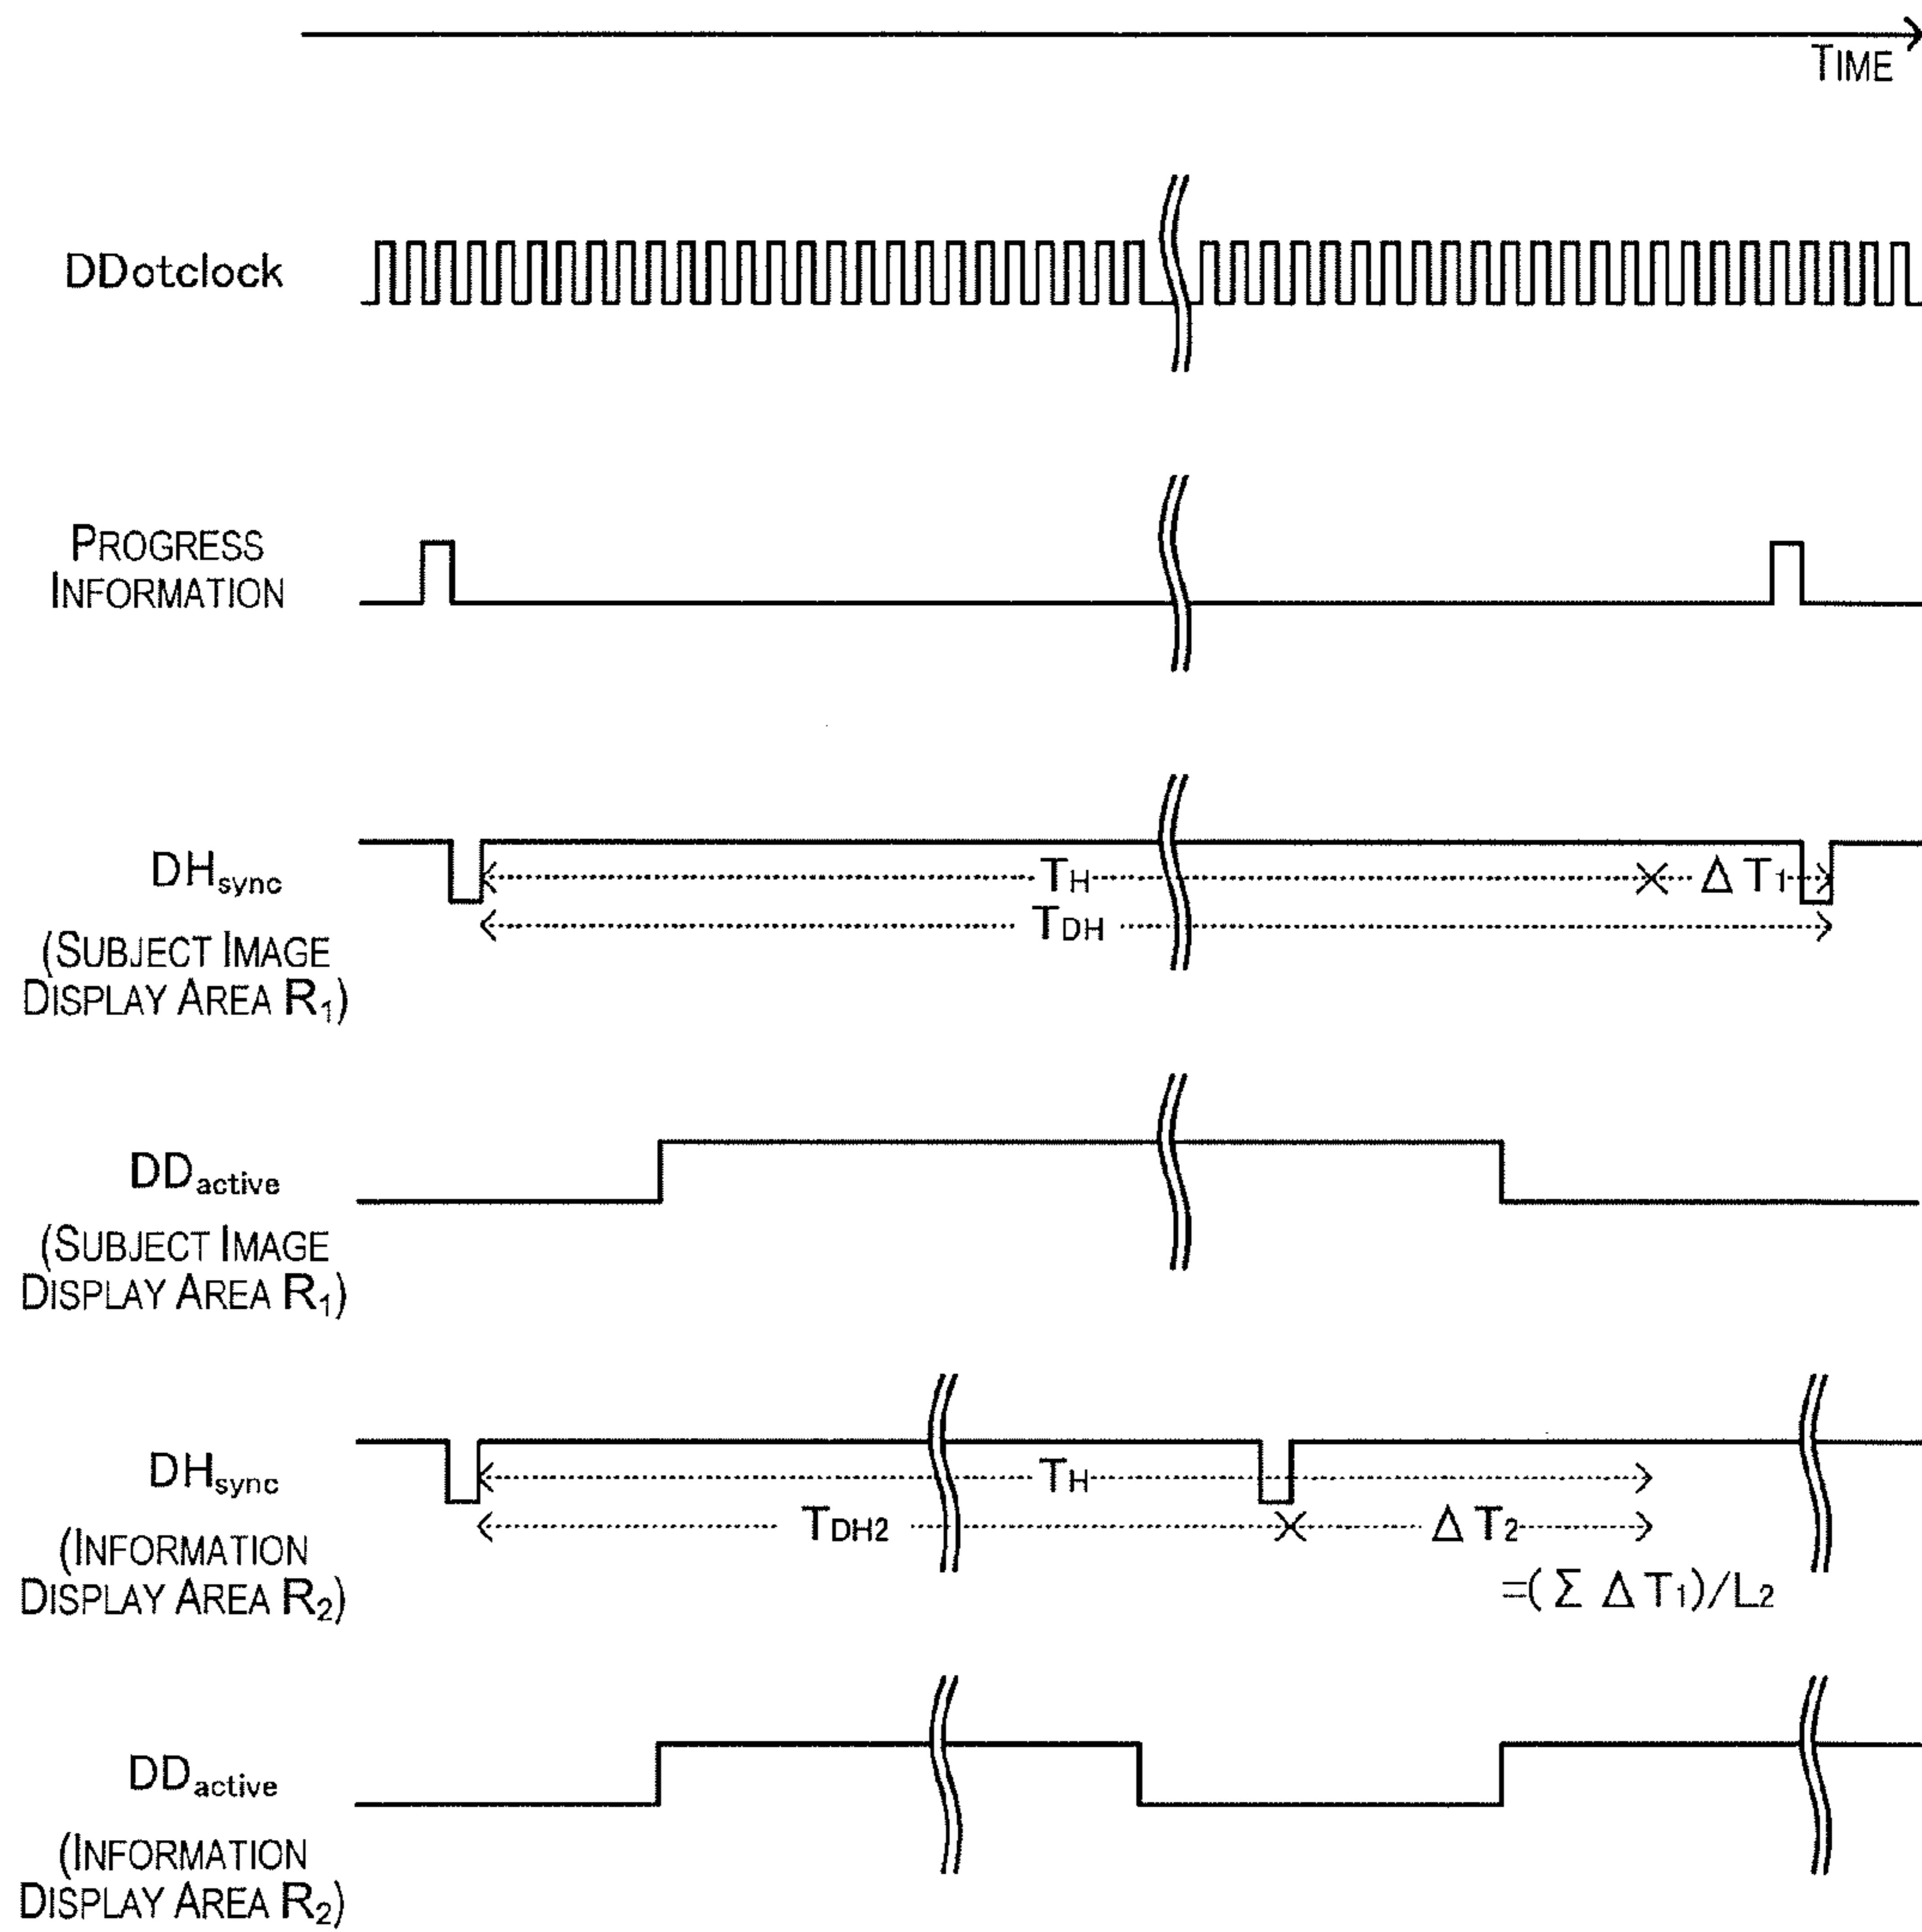 TIME
DDotclock
PROGRESS
INFORMATION
DHsync
TH
ΔT1
TDH
(SUBJECT IMAGE
DISPLAY AREA R1)
DDactive
(SUBJECT IMAGE
DISPLAY AREA R1)
DHsync
TH
TDH2
ΔT2
=(ΣΔT1)/L2
(INFORMATION
DISPLAY AREA R2)
DDactive
(INFORMATION
DISPLAY AREA R2)